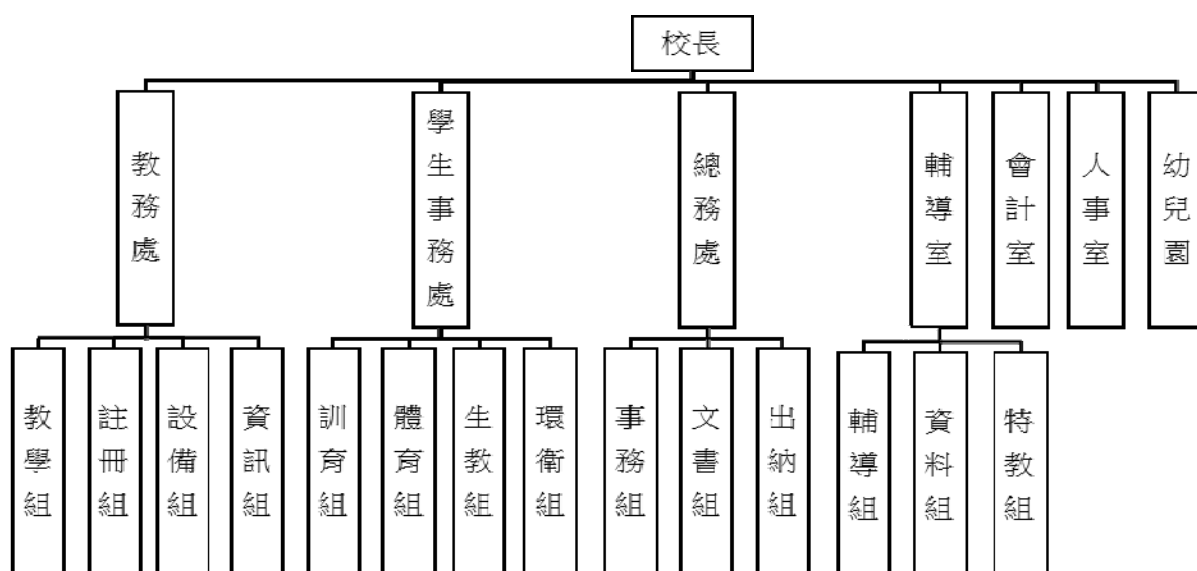 校長
教務處
學生事務處
總務處
輔導室
會計室
人事室
幼兒園
教學組
註冊組
設備組
資訊組
訓育組
體育組
生教組
環衛組
事務組
文書組
出納組
輔導組
資料組
特教組